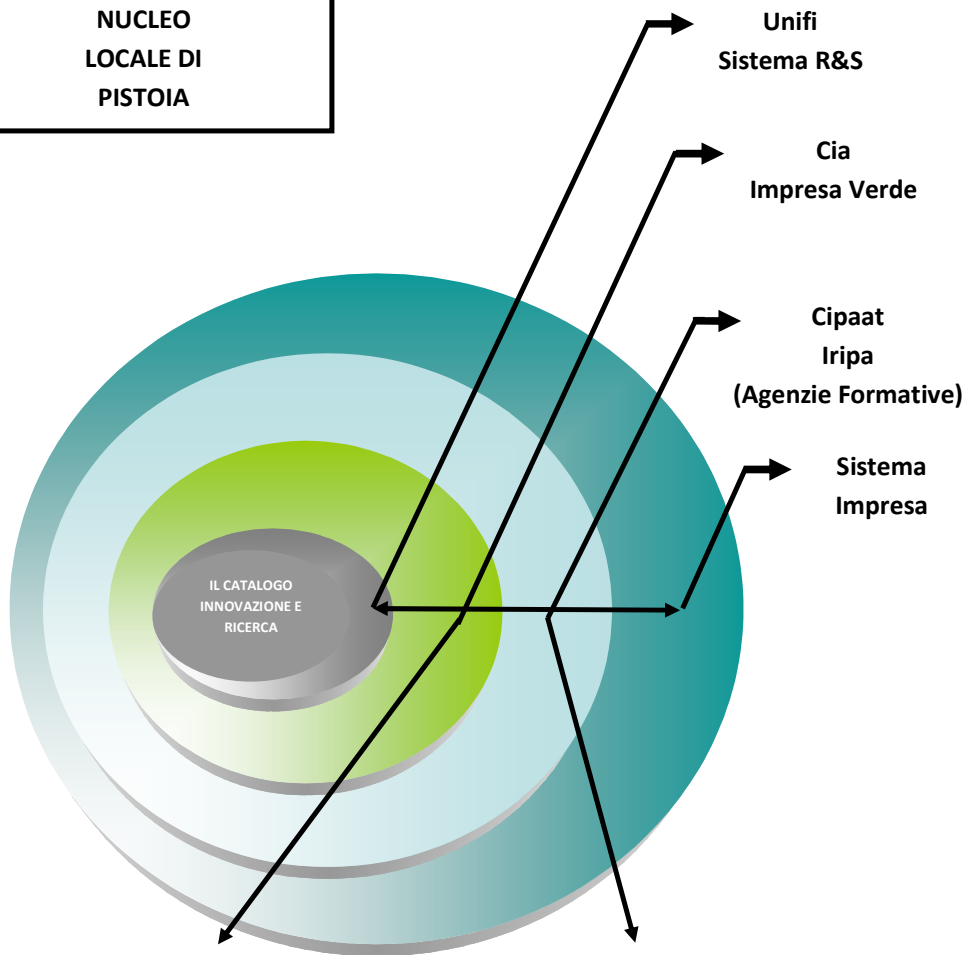 NUCLEO
LOCALE DI
PISTOIA
Unifi
Sistema R&S
Cia
Impresa Verde
Cipaat
Iripa
(Agenzie Formative)
Sistema
Impresa
IL CATALOGO
INNOVAZIONE E
RICERCA